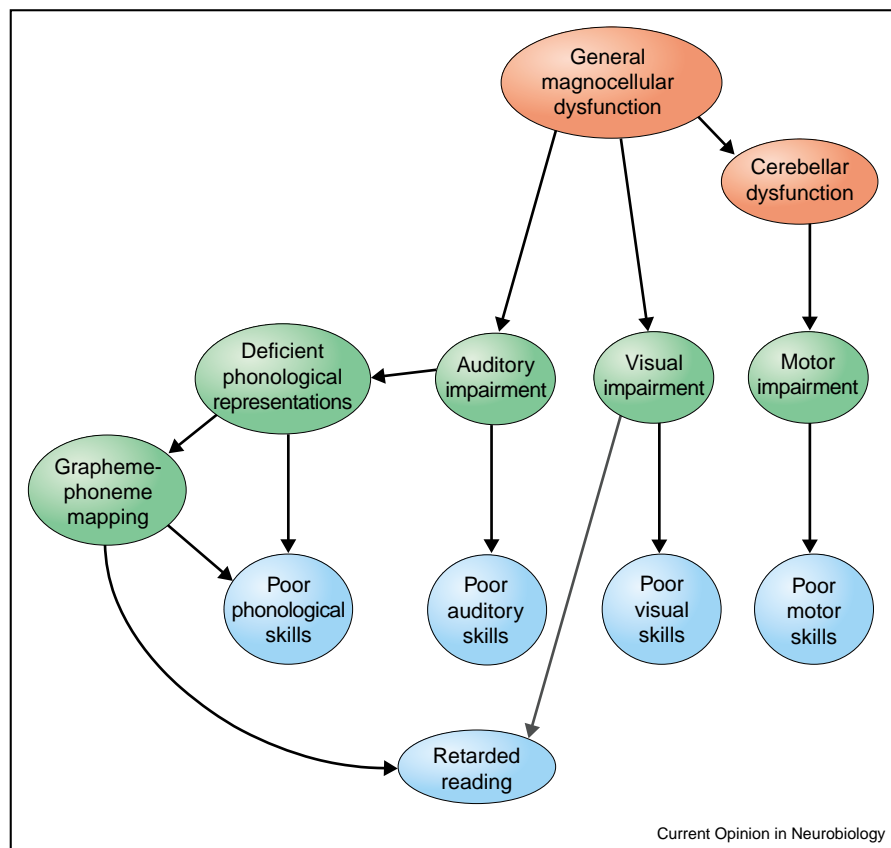 General
magnocellular
dysfunction
Cerebellar
dysfunction
Deficient
phonological
representations
Auditory
impairment
Visual
impairment
Motor
impairment
Grapheme-
phoneme
mapping
Poor
phonological
skills
Poor
auditory
skills
Poor
visual
skills
Poor
motor
skills
Retarded
reading
Current Opinion in Neurobiology